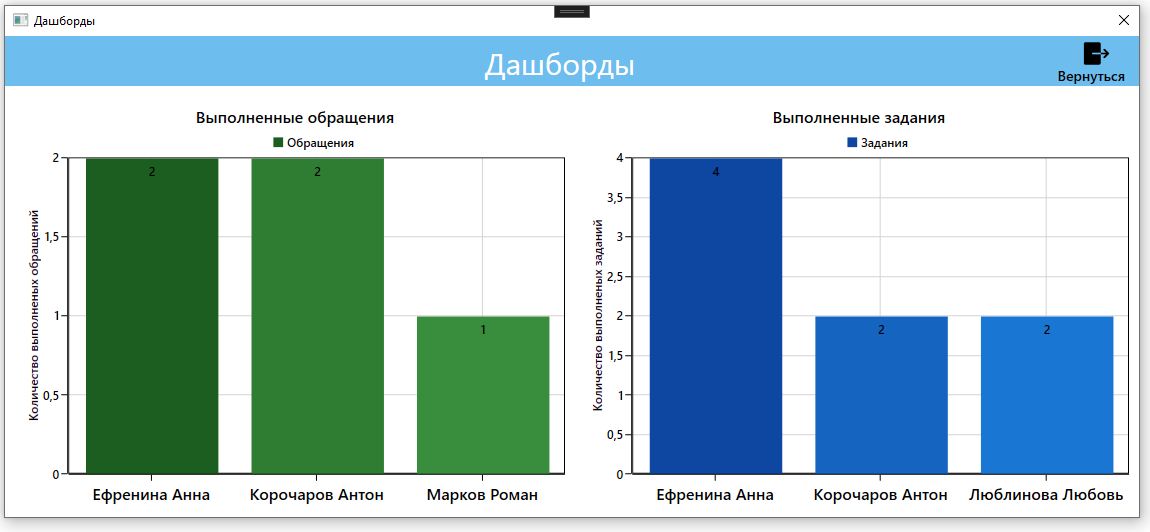 Дашборды
Дашборды
Вернуться
Выполненные обращения
Обращения
Количество выполненых обращений
2
1,5
1
0,5
0
2
2
1
Ефренина Анна
Корочаров Антон
Марков Роман
Выполненные задания
Задания
Количество выполненых заданий
4
3,5
3
2,5
2
1,5
1
0,5
0
4
2
2
Ефренина Анна
Корочаров Антон
Люблинова Любовь